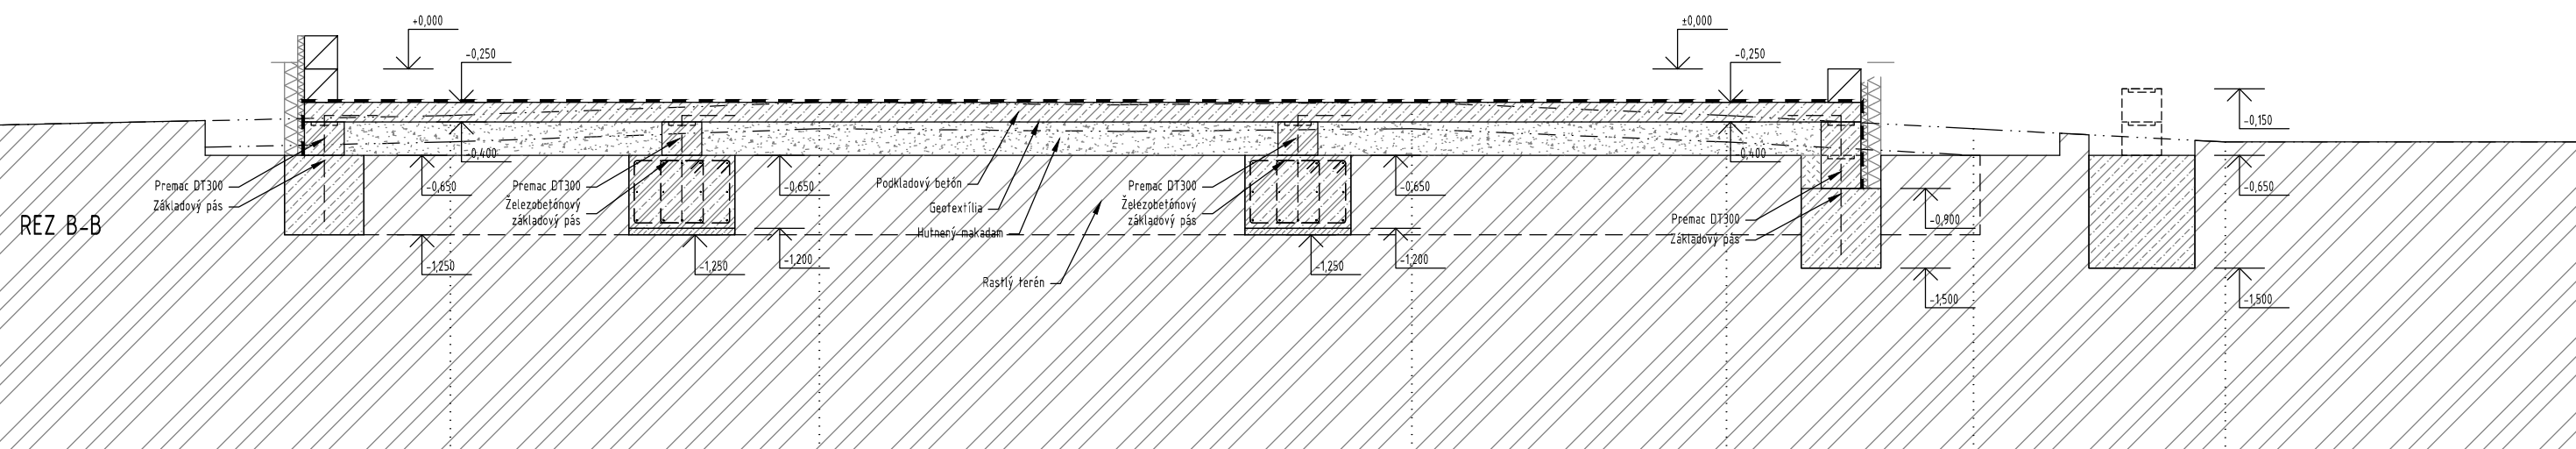 +0,000
-0,250
±0,000
-0,250
-0,150
-0,400
-0,400
Premac DT300
Základový pás
-0,650
Premac DT300
Železobetónový
základový pás
-0,650
Podkladový betón
Geotextília
Hutnený makadam
Premac DT300
Železobetónový
základový pás
-0,650
Premac DT300
Základový pás
-0,900
-0,650
REZ B-B
-1,250
-1,250
-1,200
Rastlý terén
-1,250
-1,200
-1,500
-1,500